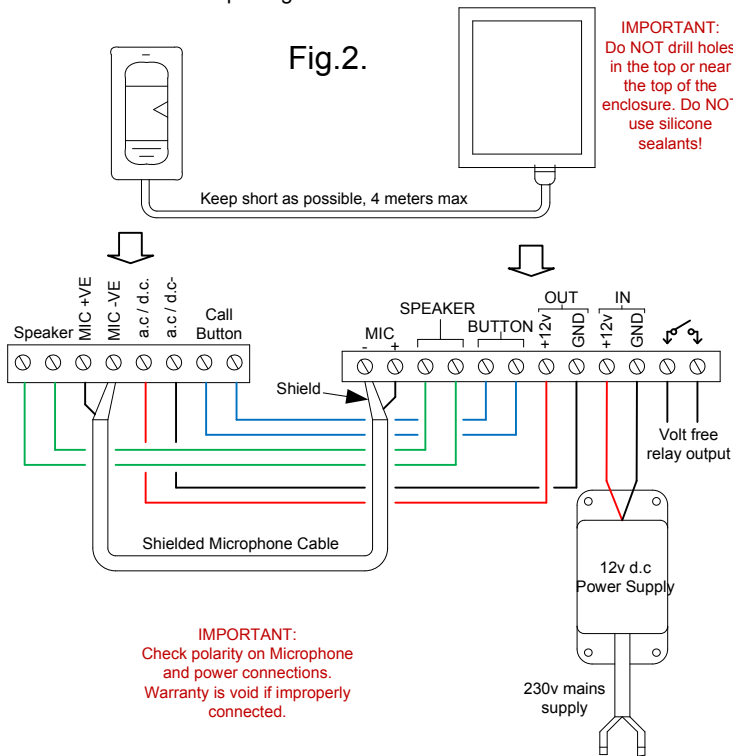 Fig.2.
IMPORTANT:
Do NOT drill holes
in the top or near
the top of the
enclosure. Do NOT
use silicone
sealants!
Keep short as possible, 4 meters max
Speaker
MIC +VE
MIC -VE
a.c / d.c.
a.c / d.c-
Call
Button
MIC
- +
SPEAKER
BUTTON
OUT
+12v
GND
IN
+12v
GND
Shield
Volt free
relay output
Shielded Microphone Cable
12v d.c
Power Supply
IMPORTANT:
Check polarity on Microphone
and power connections.
Warranty is void if improperly
connected.
230v mains
supply